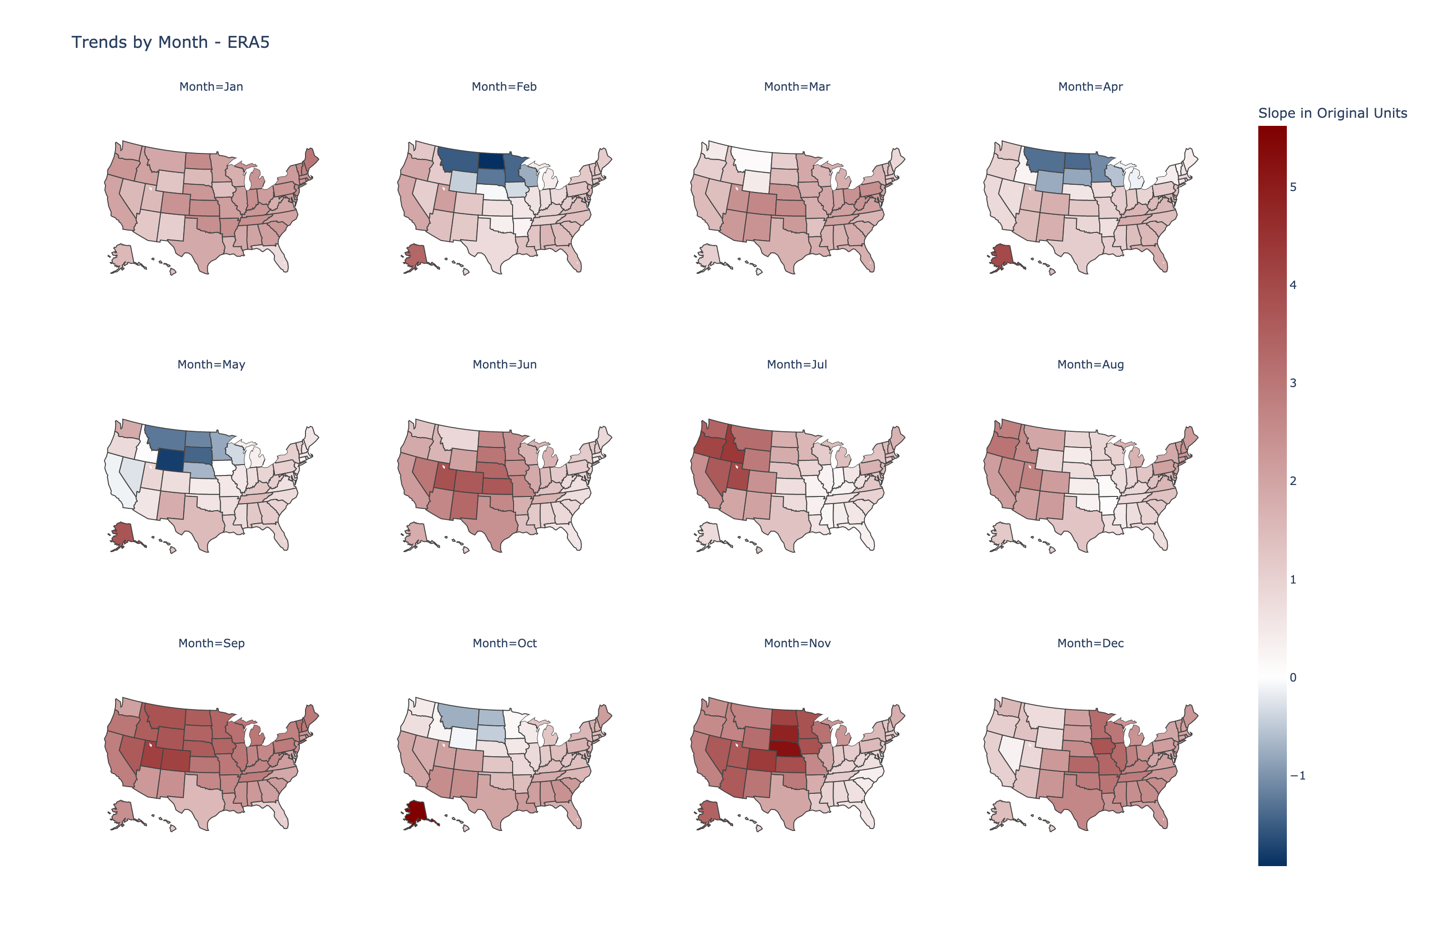 Trends by Month - ERA5
Month=Jan
Month=Feb
Month=Mar
Month=Apr
Slope in Original Units
5
4
3
2
1
0
−1
Month=May
Month=Jun
Month=Jul
Month=Aug
Month=Sep
Month=Oct
Month=Nov
Month=Dec